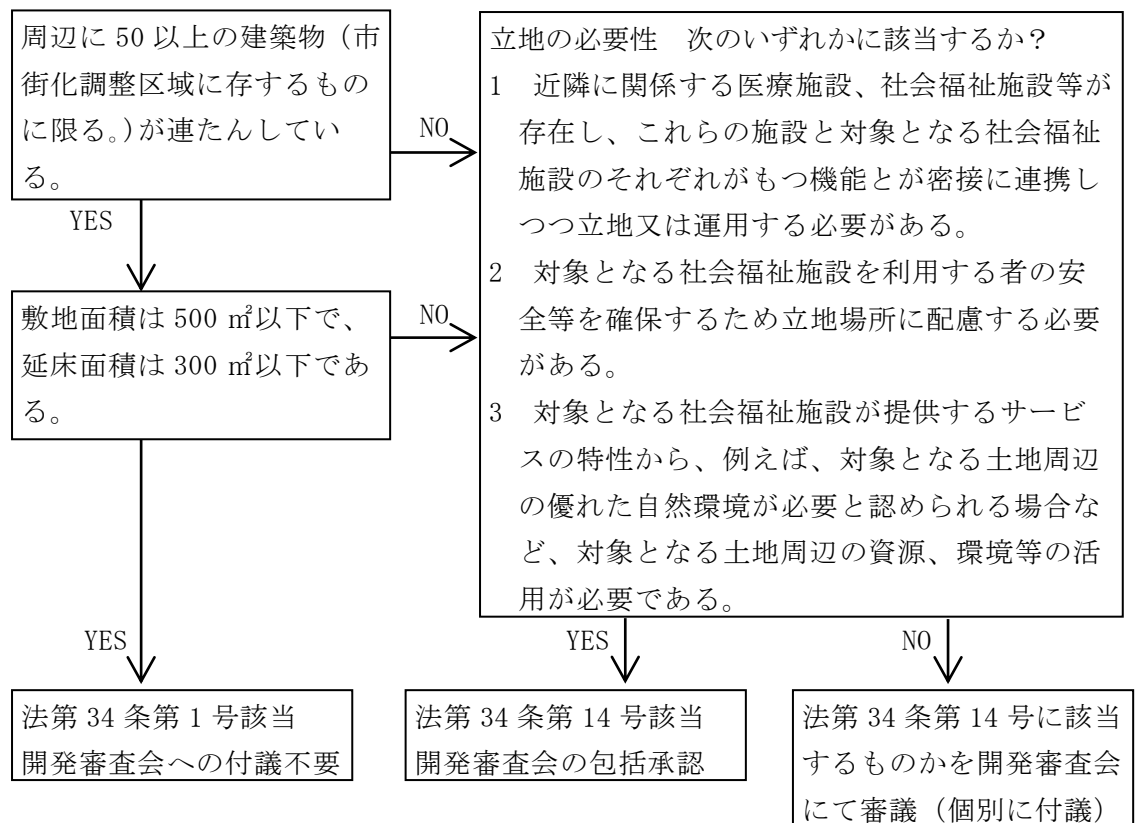 周辺に 50 以上の建築物（市
街化調整区域に存するもの
に限る。）が連たんしてい
る。
NO
YES
敷地面積は 500 ㎡以下で、
延床面積は 300 ㎡以下であ
る。
NO
立地の必要性　次のいずれかに該当するか？
1　近隣に関係する医療施設、社会福祉施設等が
存在し、これらの施設と対象となる社会福祉
施設のそれぞれがもつ機能とが密接に連携し
つつ立地又は運用する必要がある。
2　対象となる社会福祉施設を利用する者の安
全等を確保するため立地場所に配慮する必要
がある。
3　対象となる社会福祉施設が提供するサービ
スの特性から、例えば、対象となる土地周辺
の優れた自然環境が必要と認められる場合な
ど、対象となる土地周辺の資源、環境等の活
用が必要である。
YES
YES
NO
法第 34 条第 1 号該当
開発審査会への付議不要
法第 34 条第 14 号該当
開発審査会の包括承認
法第 34 条第 14 号に該当
するものかを開発審査会
にて審議（個別に付議）